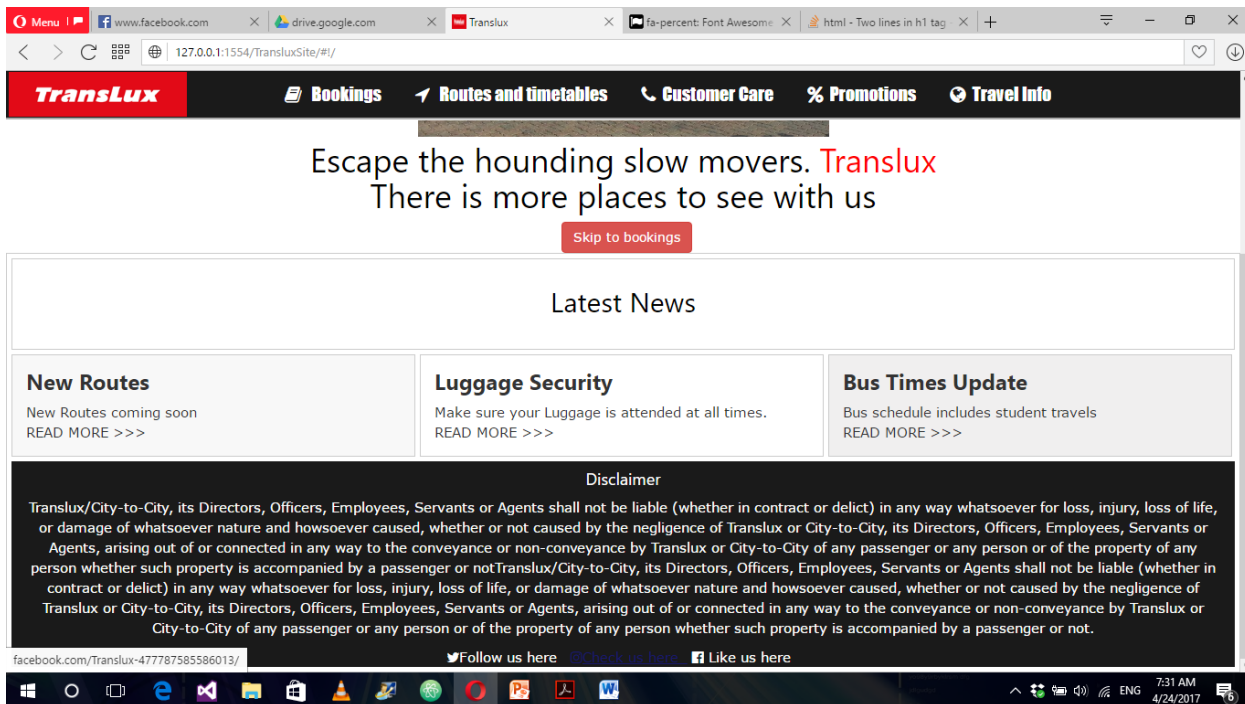 Menu
www.facebook.com
drive.google.com
Translux
fa-percent: Font Awesome
html - Two lines in h1 tag -
127.0.0.1:1554/TransluxSite/#!/
TransLux
Bookings
Routes and timetables
Customer Care
Promotions
Travel Info
Escape the hounding slow movers. Translux
There is more places to see with us
Skip to bookings
Latest News
New Routes
New Routes coming soon
READ MORE >>>
Luggage Security
Make sure your Luggage is attended at all times.
READ MORE >>>
Bus Times Update
Bus schedule includes student travels
READ MORE >>>
Disclaimer
Translux/City-to-City, its Directors, Officers, Employees, Servants or Agents shall not be liable (whether in contract or delict) in any way whatsoever for loss, injury, loss of life,
or damage of whatsoever nature and howsoever caused, whether or not caused by the negligence of Translux or City-to-City, its Directors, Officers, Employees, Servants or
Agents, arising out of or connected in any way to the conveyance or non-conveyance by Translux or City-to-City of any passenger or any person or of the property of any
person whether such property is accompanied by a passenger or notTranslux/City-to-City, its Directors, Officers, Employees, Servants or Agents shall not be liable (whether in
contract or delict) in any way whatsoever for loss, injury, loss of life, or damage of whatsoever nature and howsoever caused, whether or not caused by the negligence of
Translux or City-to-City, its Directors, Officers, Employees, Servants or Agents, arising out of or connected in any way to the conveyance or non-conveyance by Translux or
City-to-City of any passenger or any person or of the property of any person whether such property is accompanied by a passenger or not.
Follow us here
Check us here
Like us here
facebook.com/Translux-477787585586013/
ENG
7:31 AM
4/24/2017
6